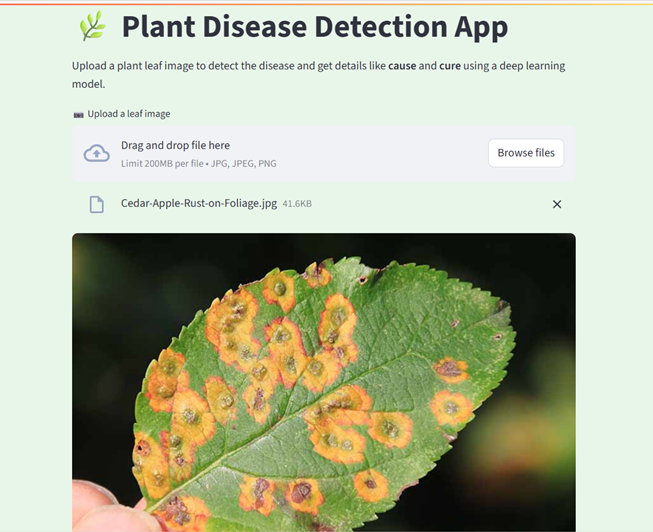 Plant Disease Detection App
Upload a plant leaf image to detect the disease and get details like cause and cure using a deep learning
model.
Upload a leaf image
Drag and drop file here
Limit 200MB per file • JPG, JPEG, PNG
Browse files
Cedar-Apple-Rust-on-Foliage.jpg 41.6KB